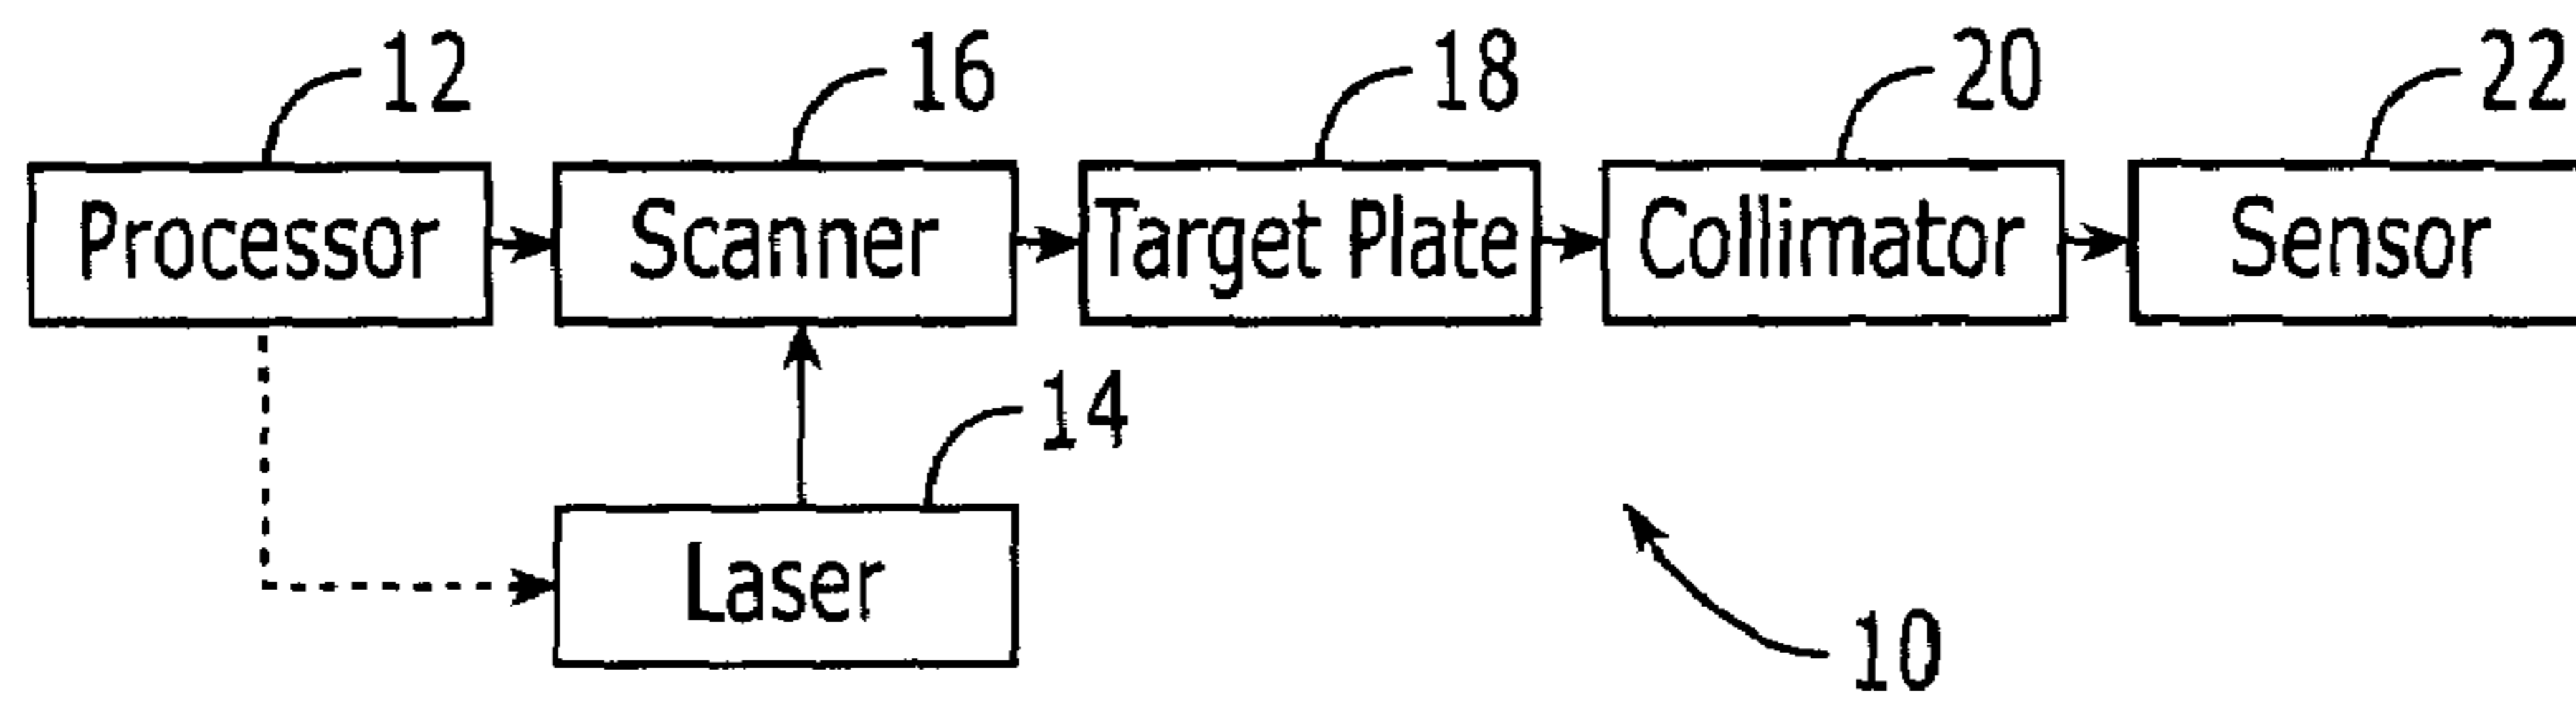 12 16 18 20 22
Processor Scanner Target Plate Collimator Sensor
14
Laser
10